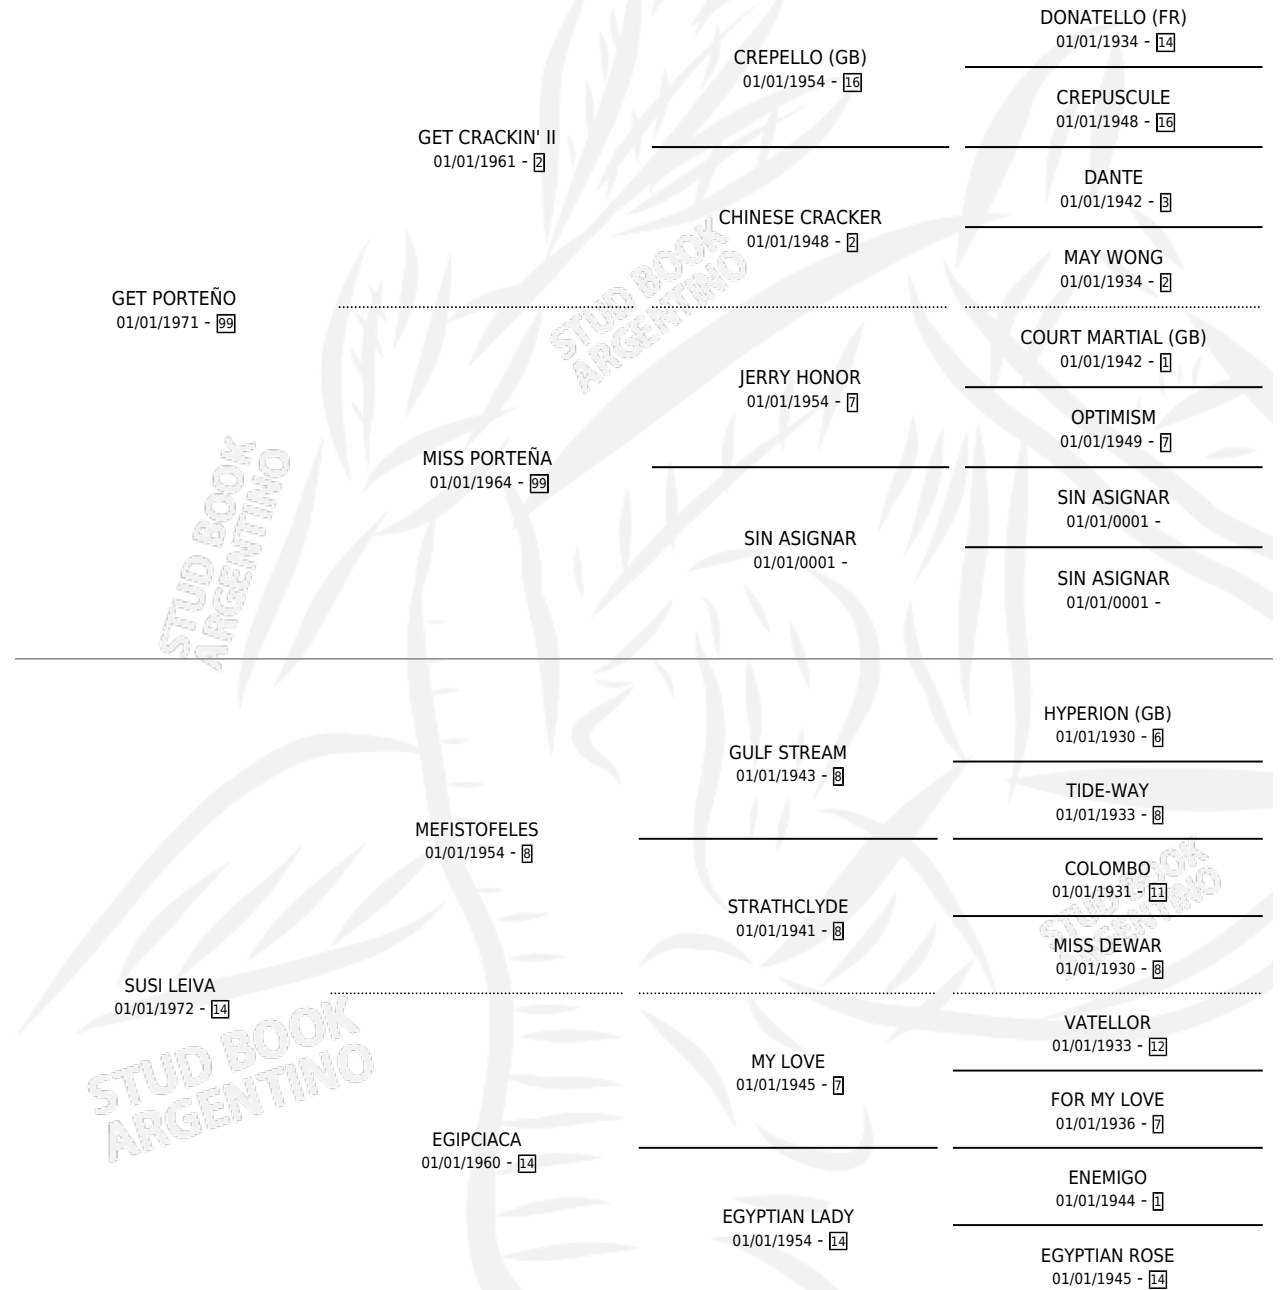 DONATELLO (FR)
01/01/1934 - 14
CREPELLO (GB)
01/01/1954 - 16
CREPUSCULE
01/01/1948 - 16
GET CRACKIN' II
01/01/1961 - 2
DANTE
01/01/1942 - 3
CHINESE CRACKER
01/01/1948 - 2
MAY WONG
01/01/1934 - 2
GET PORTEÑO
01/01/1971 - 99
COURT MARTIAL (GB)
01/01/1942 - 1
JERRY HONOR
01/01/1954 - 7
OPTIMISM
01/01/1949 - 7
MISS PORTEÑA
01/01/1964 - 99
SIN ASIGNAR
01/01/0001 -
SIN ASIGNAR
01/01/0001 -
SIN ASIGNAR
01/01/0001 -
STUD BOOK
ARGENTINO
STUD BOOK
ARGENTINO
HYPERION (GB)
01/01/1930 - 6
GULF STREAM
01/01/1943 - 8
TIDE-WAY
01/01/1933 - 8
MEFISTOFELES
01/01/1954 - 8
COLOMBO
01/01/1931 - 11
STRATHCLYDE
01/01/1941 - 8
MISS DEWAR
01/01/1930 - 8
SUSI LEIVA
01/01/1972 - 14
VATELLOR
01/01/1933 - 12
MY LOVE
01/01/1945 - 7
FOR MY LOVE
01/01/1936 - 7
EGIPCIACA
01/01/1960 - 14
ENEMIGO
01/01/1944 - 1
EGYPTIAN LADY
01/01/1954 - 14
EGYPTIAN ROSE
01/01/1945 - 14
STUD BOOK
ARGENTINO
STUD BOOK
ARGENTINO